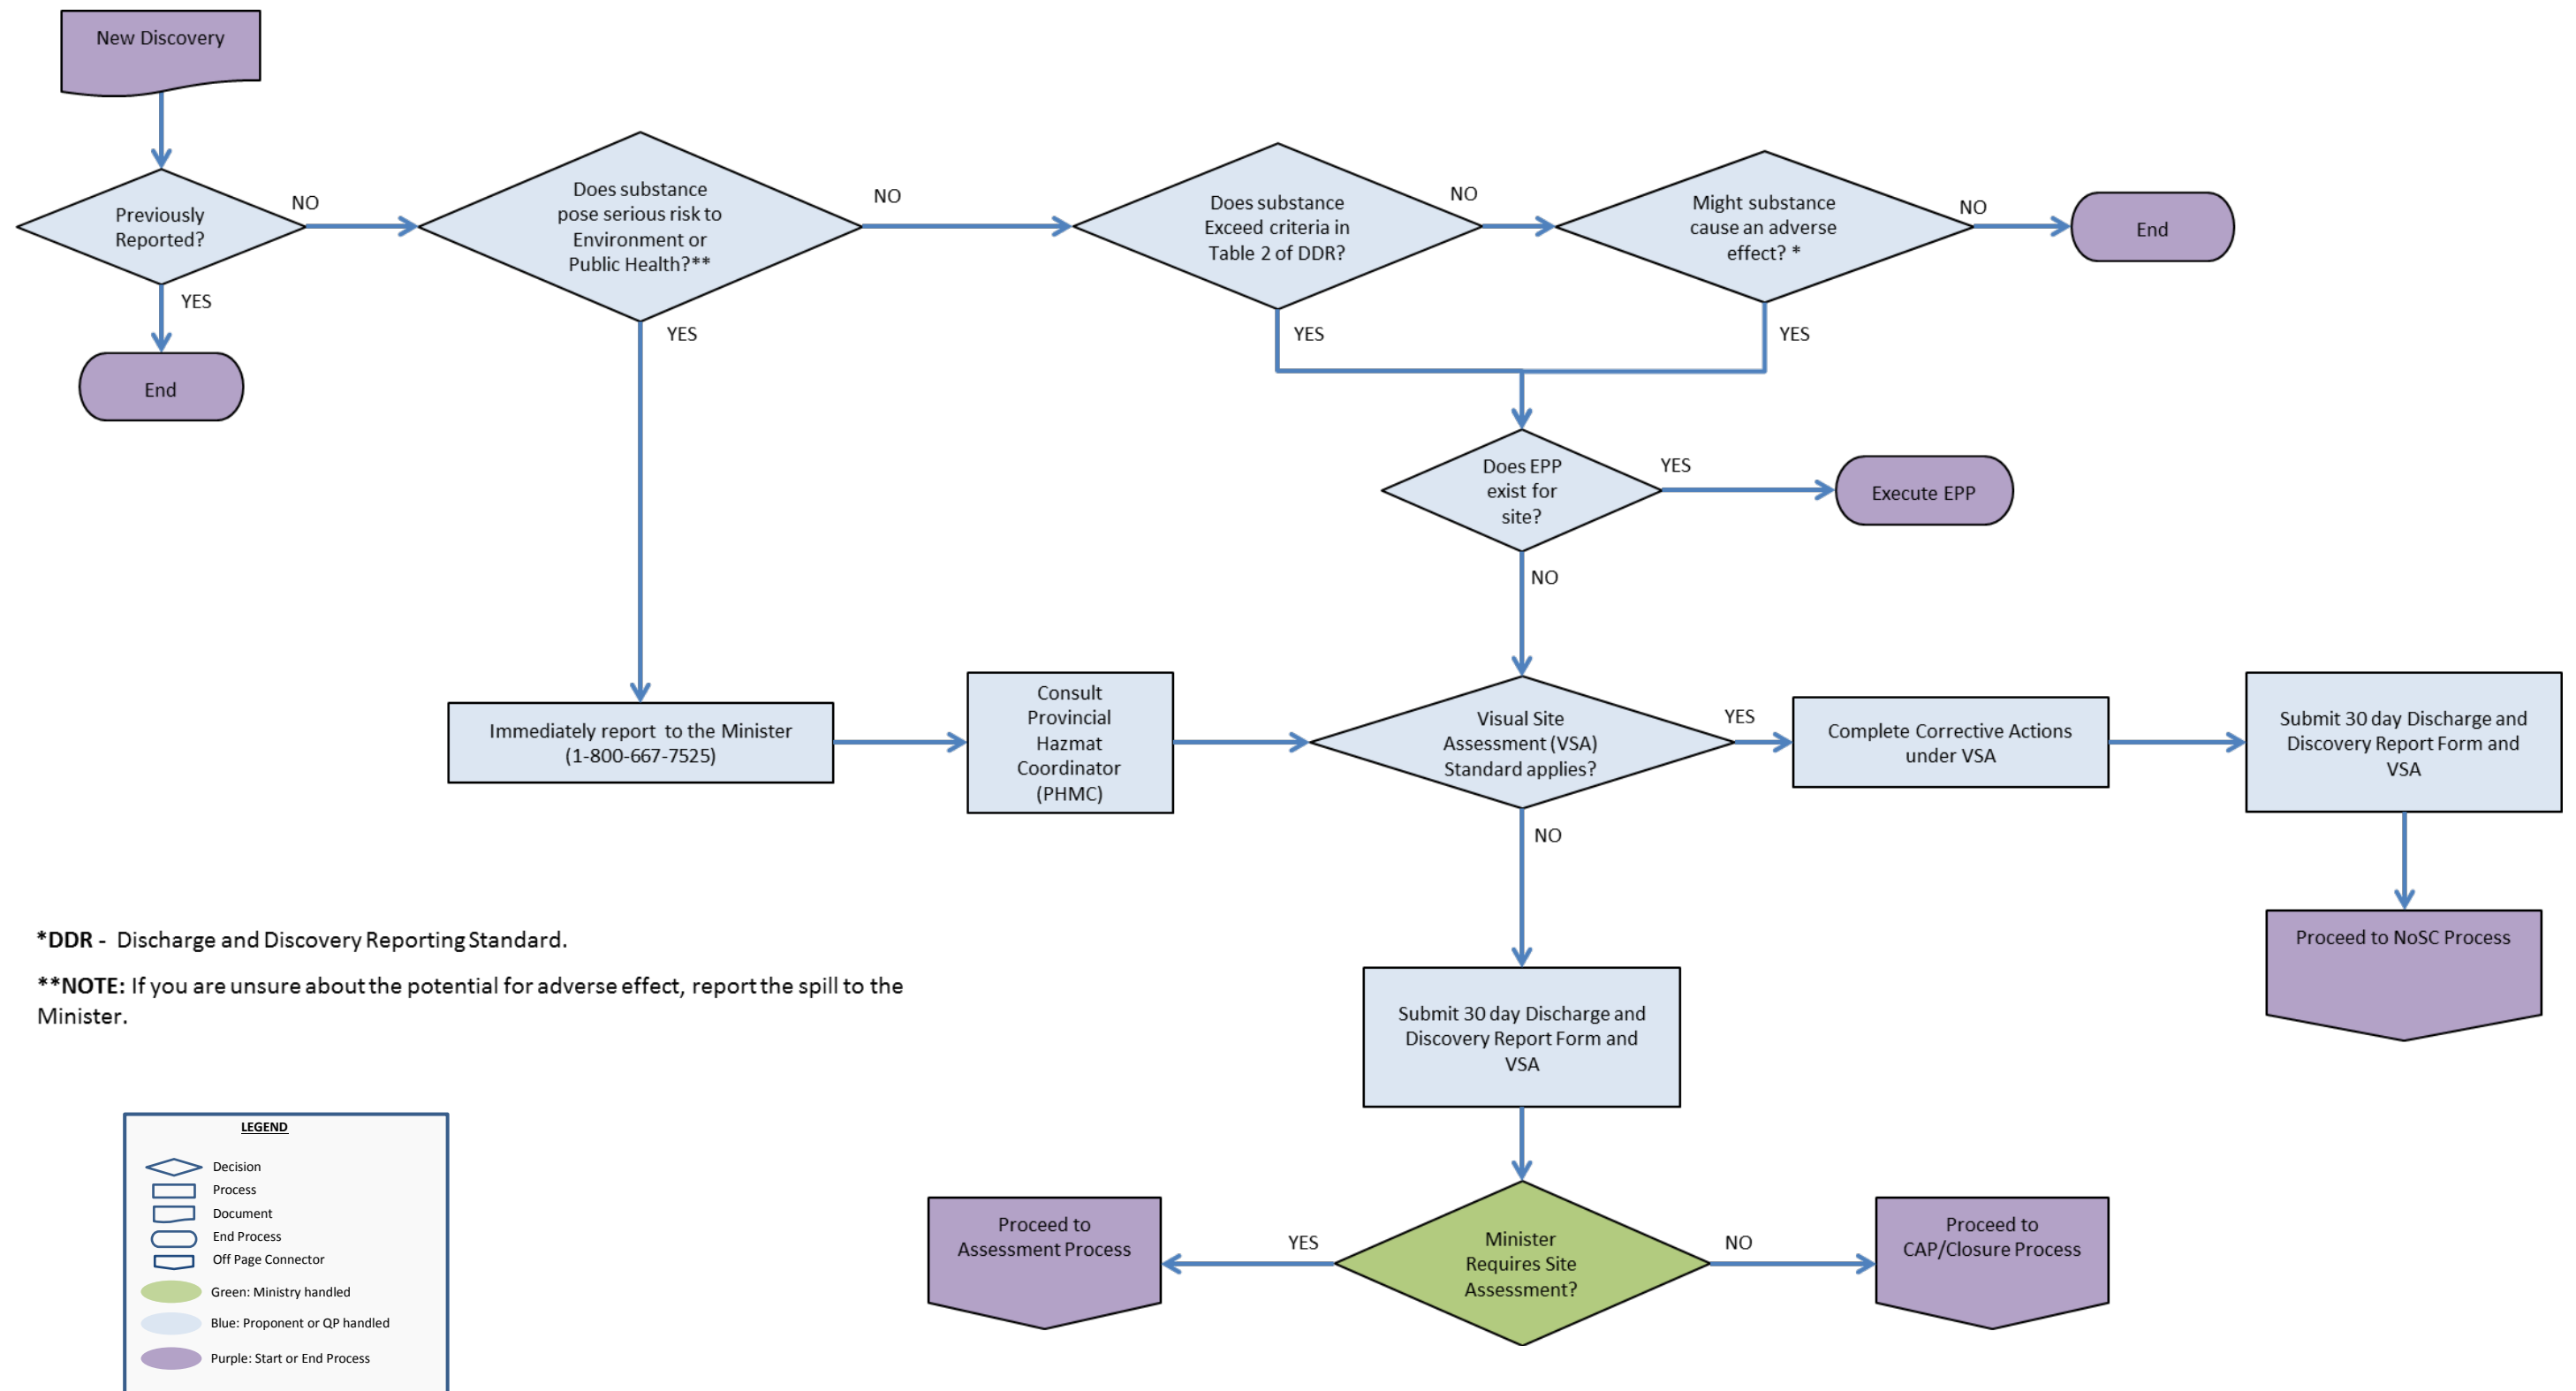 New Discovery
Previously
Reported?
NO
YES
End
Does substance
pose serious risk to
Environment or
Public Health?**
NO
YES
Does substance
Exceed criteria in
Table 2 of DDR?
NO
YES
Might substance
cause an adverse
effect? *
NO
YES
End
Does EPP
exist for
site?
YES
Execute EPP
NO
Immediately report to the Minister
(1-800-667-7525)
Consult
Provincial
Hazmat
Coordinator
(PHMC)
Visual Site
Assessment (VSA)
Standard applies?
YES
Complete Corrective Actions
under VSA
Submit 30 day Discharge and
Discovery Report Form and
VSA
NO
Proceed to NoSC Process
*DDR - Discharge and Discovery Reporting Standard.
**NOTE: If you are unsure about the potential for adverse effect, report the spill to the
Minister.
Submit 30 day Discharge and
Discovery Report Form and
VSA
Proceed to
Assessment Process
YES
Minister
Requires Site
Assessment?
NO
Proceed to
CAP/Closure Process
LEGEND
Decision
Process
Document
End Process
Off Page Connector
Green: Ministry handled
Blue: Proponent or QP handled
Purple: Start or End Process